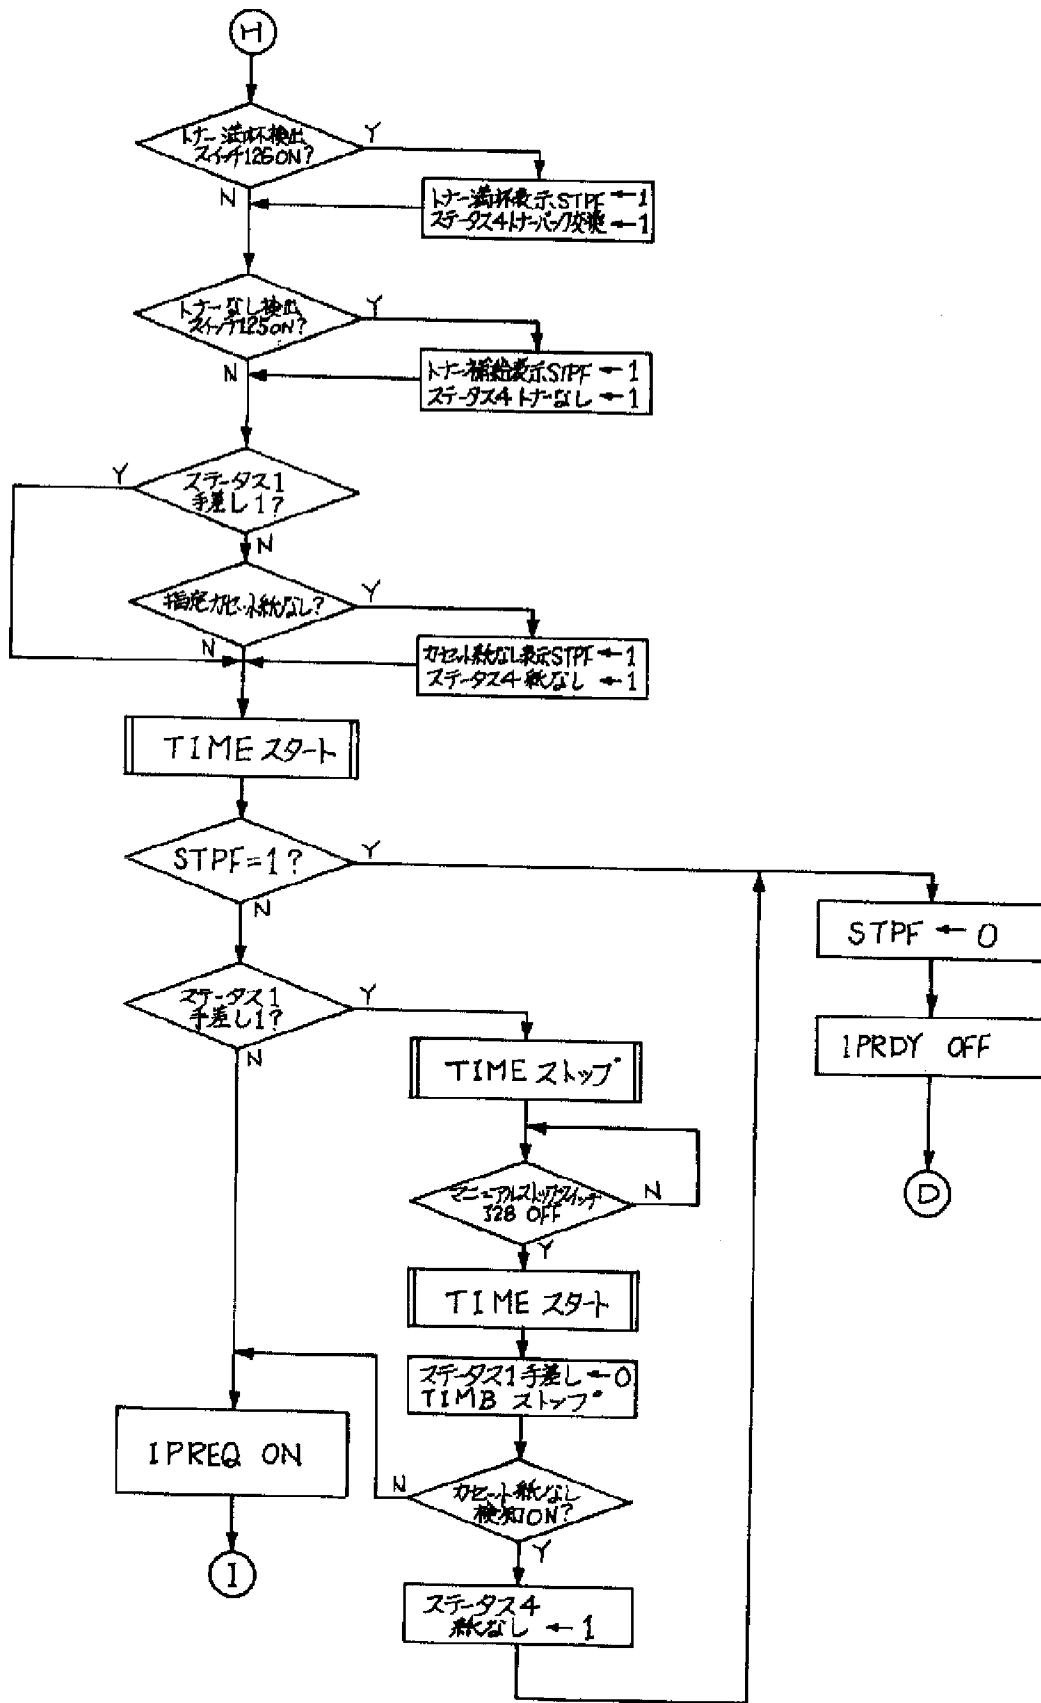 H
トナー満杯検出
スイッチ126ON?
Y
N
トナー満杯表示、STPF ← 1
ステータス4トナーバック交換 ← 1
トナーなし検出
スイッチ125ON?
Y
N
トナー補給表示、STPF ← 1
ステータス4トナーなし ← 1
Y
ステータス1
手差し1?
N
指定カセット紙なし?
Y
N
カセット紙なし表示STPF ← 1
ステータス4紙なし ← 1
TIMEスタート
STPF=1?
Y
N
STPF ← 0
ステータス1
手差し1?
Y
N
IPRDY OFF
TIMEストップ
マニュアルストップスイッチ
328 OFF
N
Y
D
TIMEスタート
ステータス1手差し ← 0
TIMBストップ
IPREQ ON
N
カセット紙なし
検知ON?
Y
I
ステータス4
紙なし ← 1